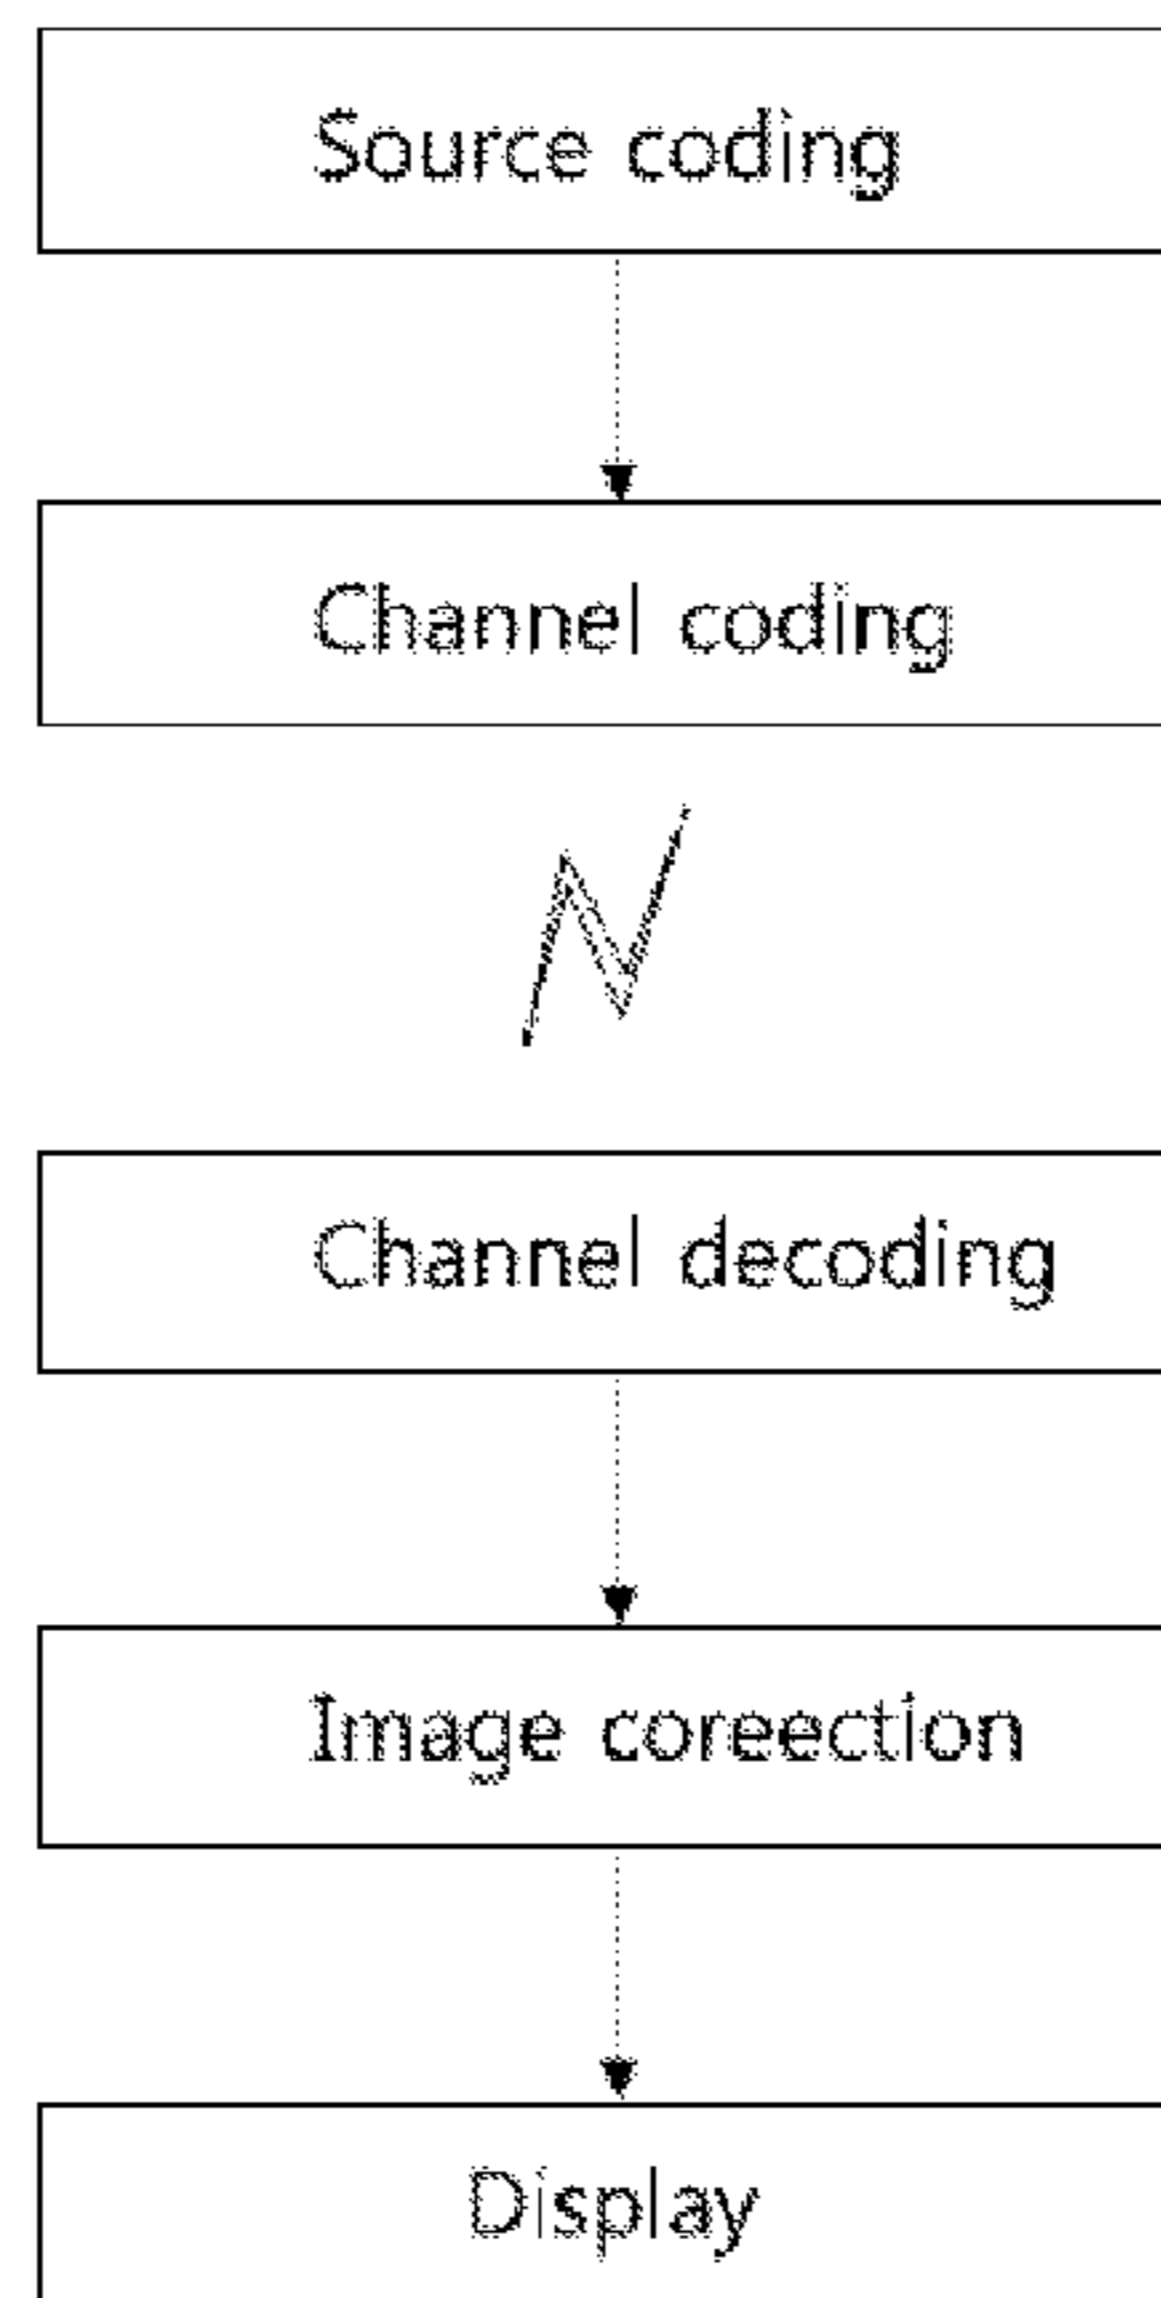 Source coding
Channel coding
Channel decoding
Image coreection
Display